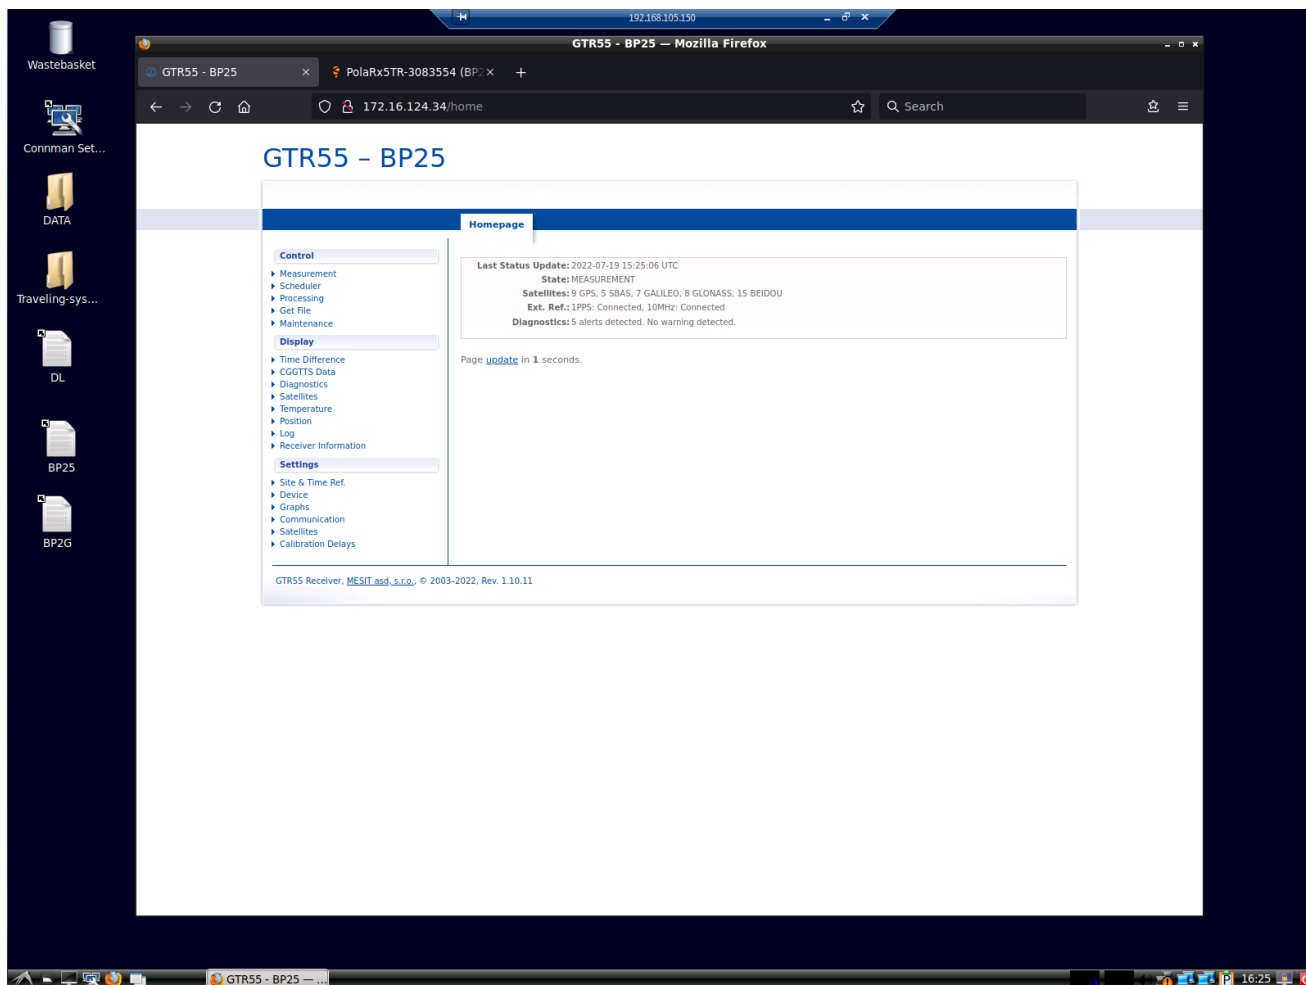 192.168.105.150
Wastebasket
GTR55 - BP25 — Mozilla Firefox
GTR55 - BP25
PolaRx5TR-3083554 (BP2
172.16.124.34/home
Search
Connman Set...
GTR55 – BP25
DATA
Homepage
Control
Measurement
Scheduler
Processing
Get File
Maintenance
Display
Time Difference
CGGTTS Data
Diagnostics
Satellites
Temperature
Position
Log
Receiver Information
Settings
Site & Time Ref.
Device
Graphs
Communication
Satellites
Calibration Delays
Last Status Update: 2022-07-19 15:25:06 UTC
State: MEASUREMENT
Satellites: 9 GPS, 5 SBAS, 7 GALILEO, 8 GLONASS, 15 BEIDOU
Ext. Ref.: 1PPS: Connected, 10MHz: Connected
Diagnostics: 5 alerts detected. No warning detected.
Page update in 1 seconds.
Traveling-sys...
DL
BP25
BP2G
GTR55 Receiver, MESIT asd, s.r.o., © 2003–2022, Rev. 1.10.11
GTR55 - BP25 — ...
16:25